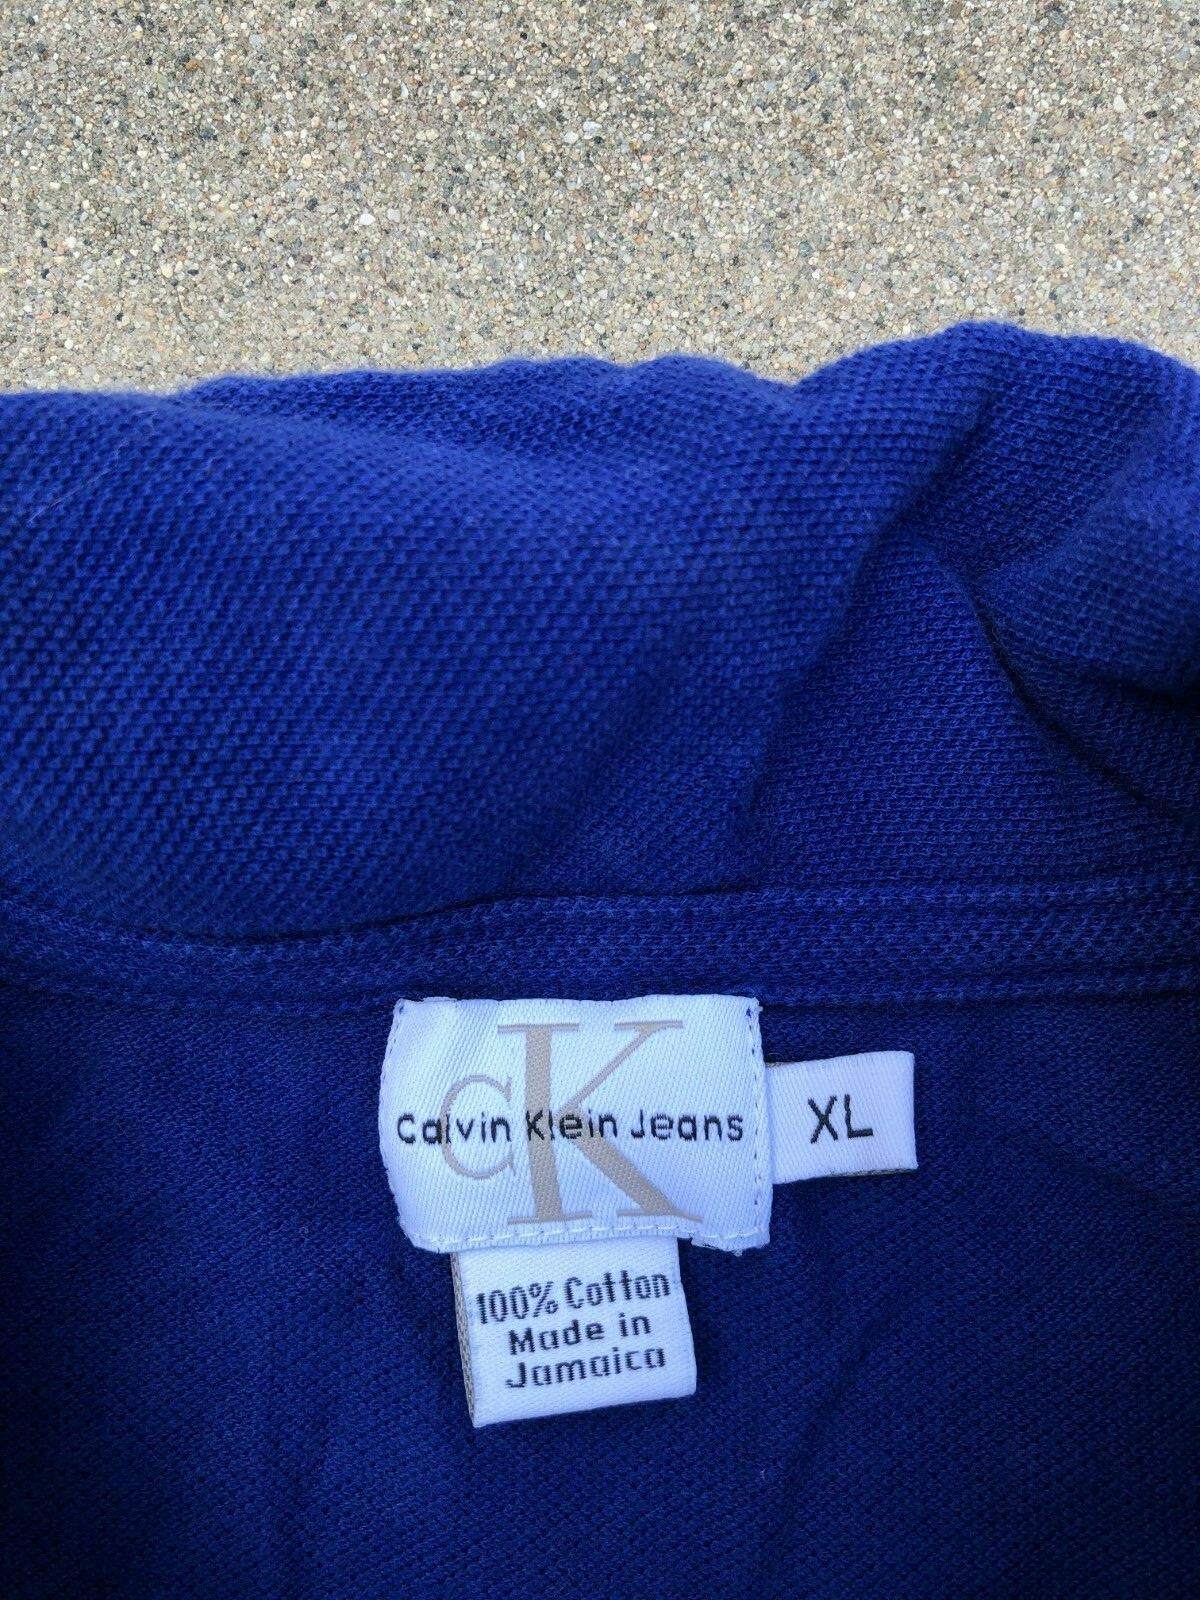 CK
Calvin Klein Jeans
XL
100% Cotton
Made in
Jamaica